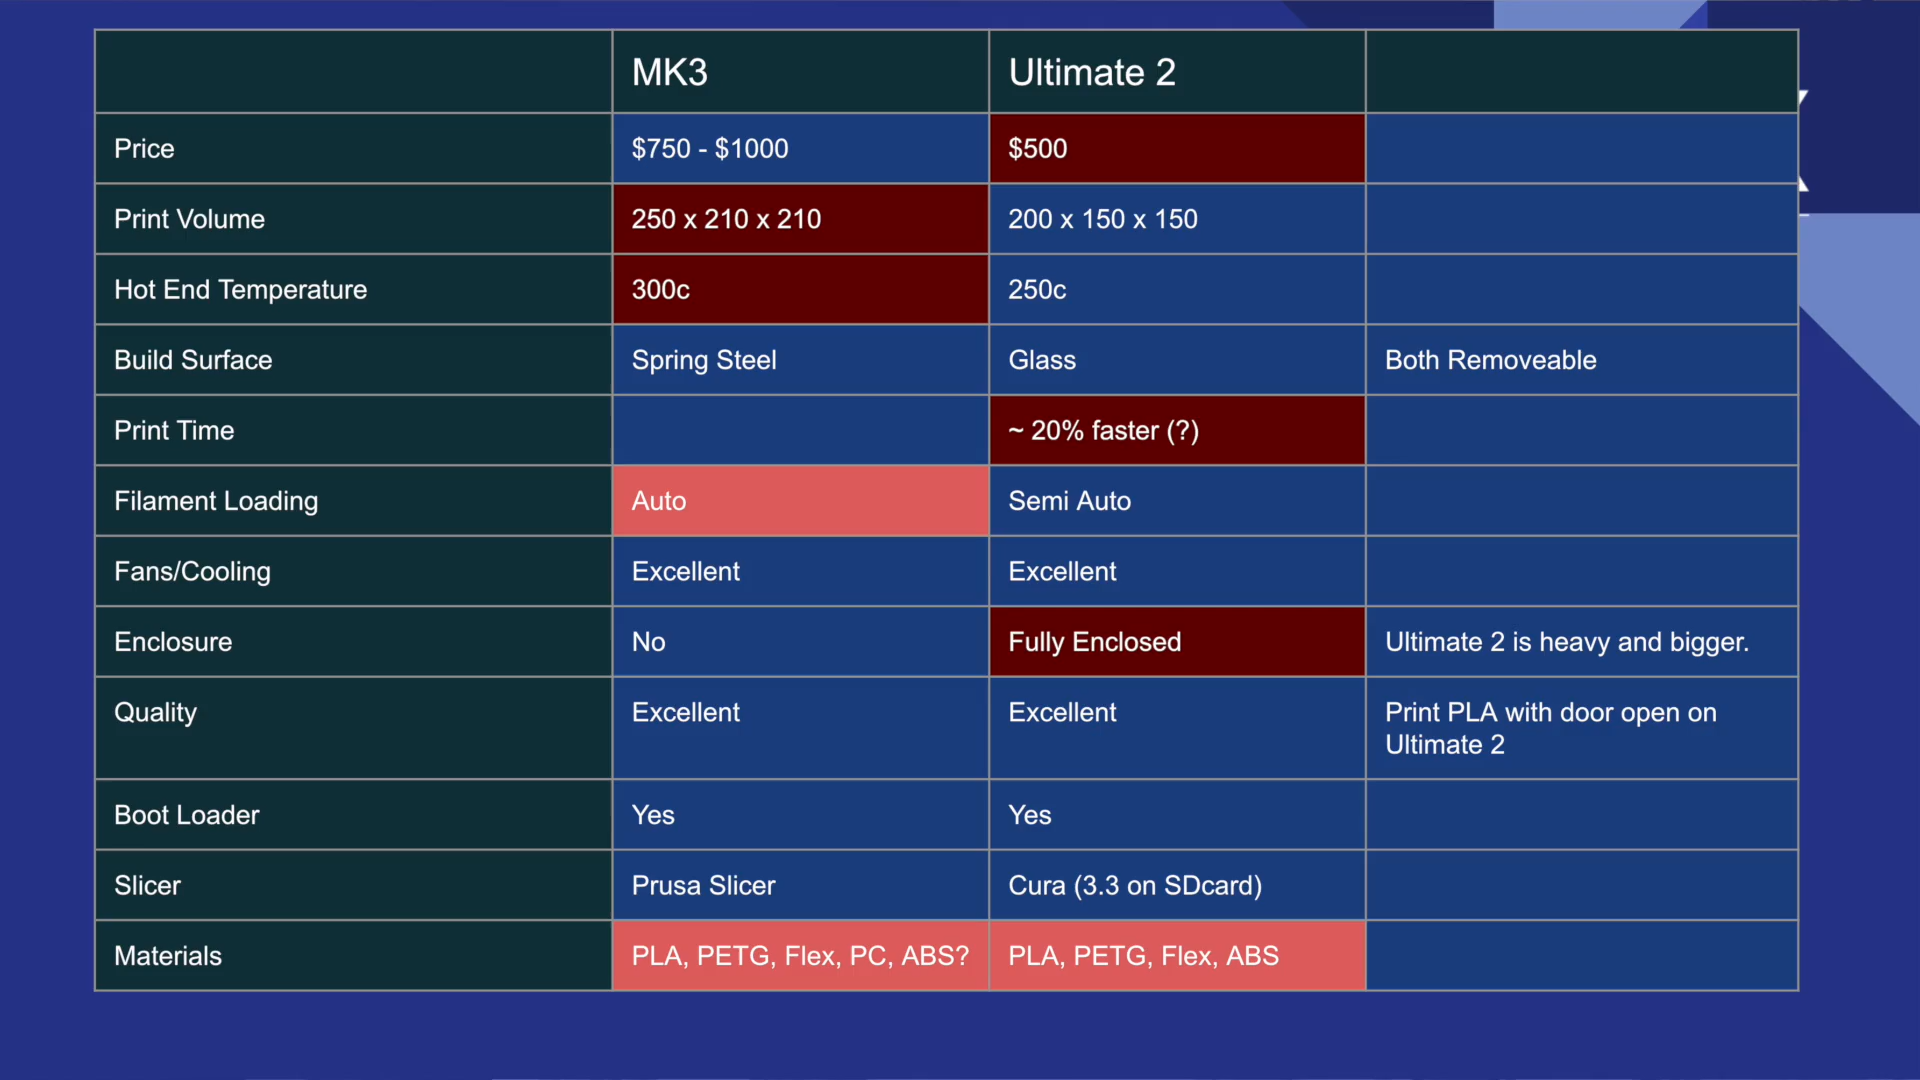 MK3 Ultimate 2
Price $750 - $1000 $500
Print Volume 250 x 210 x 210 200 x 150 x 150
Hot End Temperature 300c 250c
Build Surface Spring Steel Glass Both Removeable
Print Time ~ 20% faster (?)
Filament Loading Auto Semi Auto
Fans/Cooling Excellent Excellent
Enclosure No Fully Enclosed Ultimate 2 is heavy and bigger.
Quality Excellent Excellent Print PLA with door open on
Ultimate 2
Boot Loader Yes Yes
Slicer Prusa Slicer Cura (3.3 on SDcard)
Materials PLA, PETG, Flex, PC, ABS? PLA, PETG, Flex, ABS